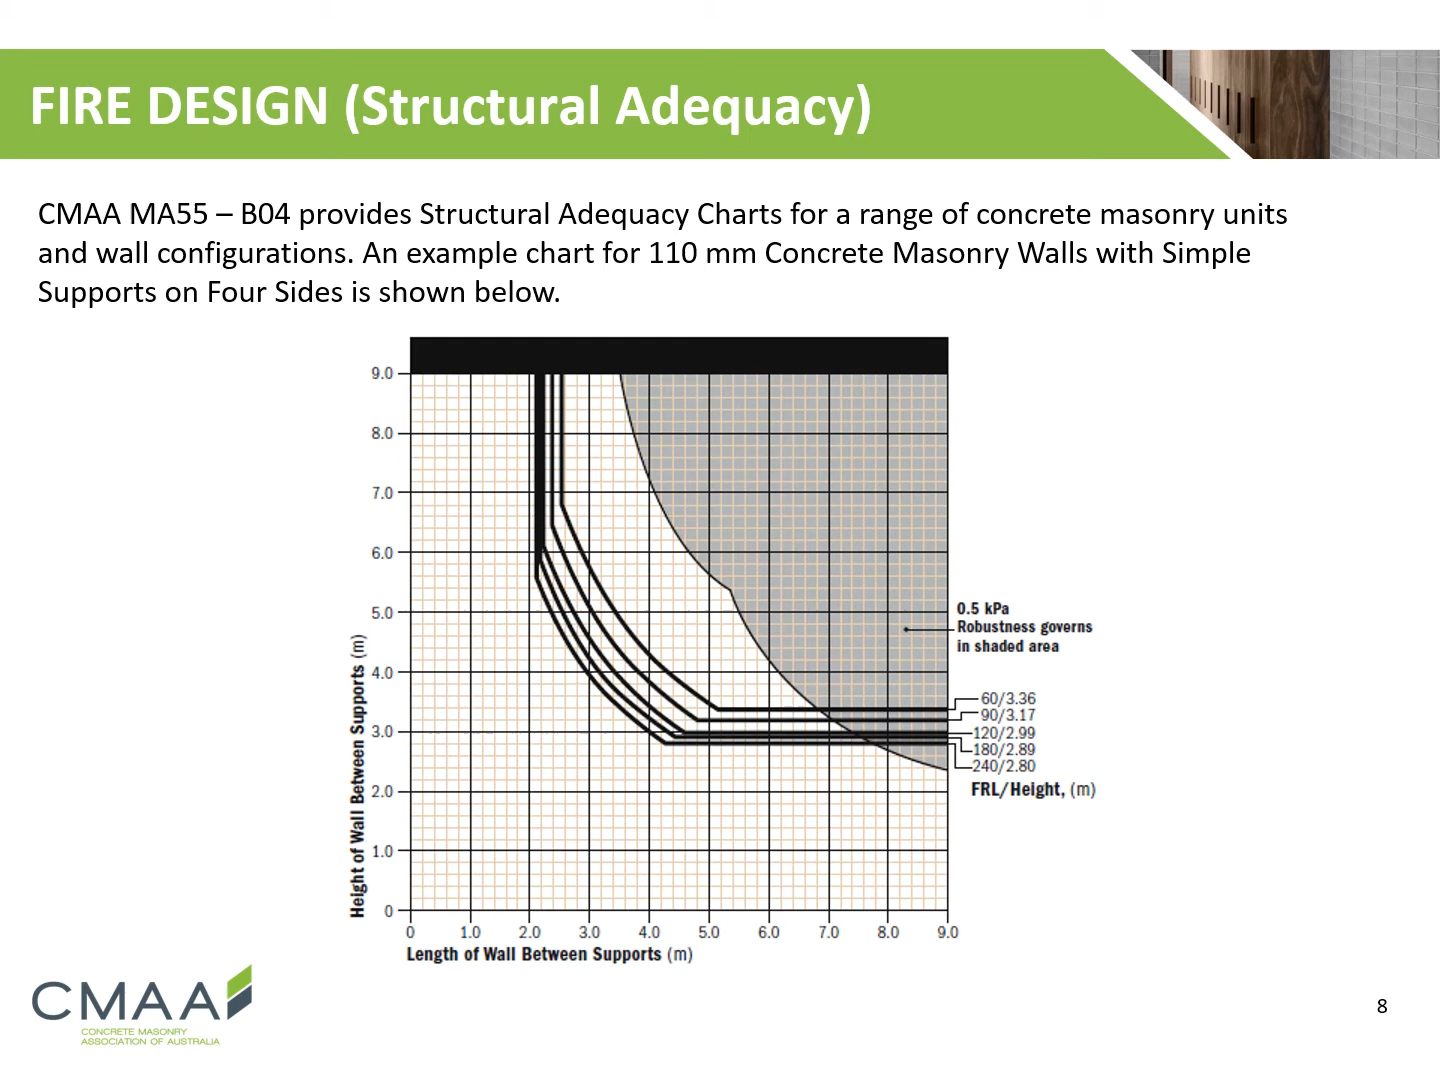 FIRE DESIGN (Structural Adequacy)
CMAA MA55 – B04 provides Structural Adequacy Charts for a range of concrete masonry units
and wall configurations. An example chart for 110 mm Concrete Masonry Walls with Simple
Supports on Four Sides is shown below.
9.0
8.0
7.0
6.0
5.0
4.0
3.0
2.0
1.0
0
Height of Wall Between Supports (m)
0 1.0 2.0 3.0 4.0 5.0 6.0 7.0 8.0 9.0
Length of Wall Between Supports (m)
0.5 kPa
Robustness governs
in shaded area
60/3.36
90/3.17
120/2.99
180/2.89
240/2.80
FRL/Height, (m)
CMAA
CONCRETE MASONRY
ASSOCIATION OF AUSTRALIA
8